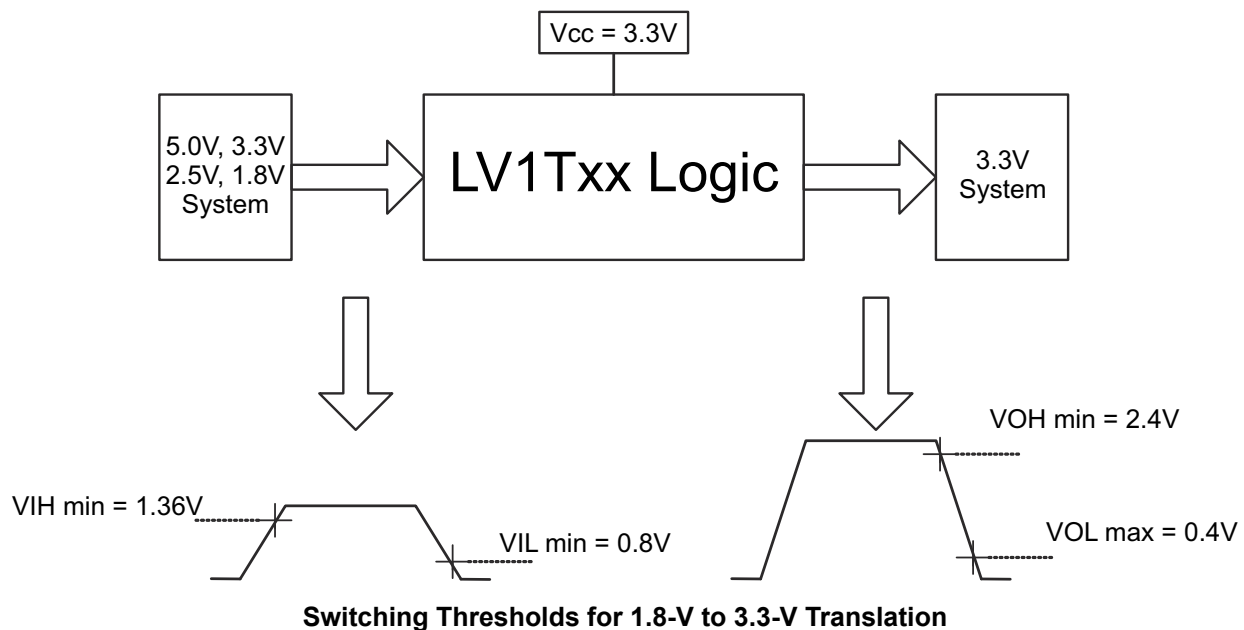 Vcc = 3.3V
5.0V, 3.3V
2.5V, 1.8V
System
LV1Txx Logic
3.3V
System
VOH min = 2.4V
VIH min = 1.36V
VIL min = 0.8V
VOL max = 0.4V
Switching Thresholds for 1.8-V to 3.3-V Translation